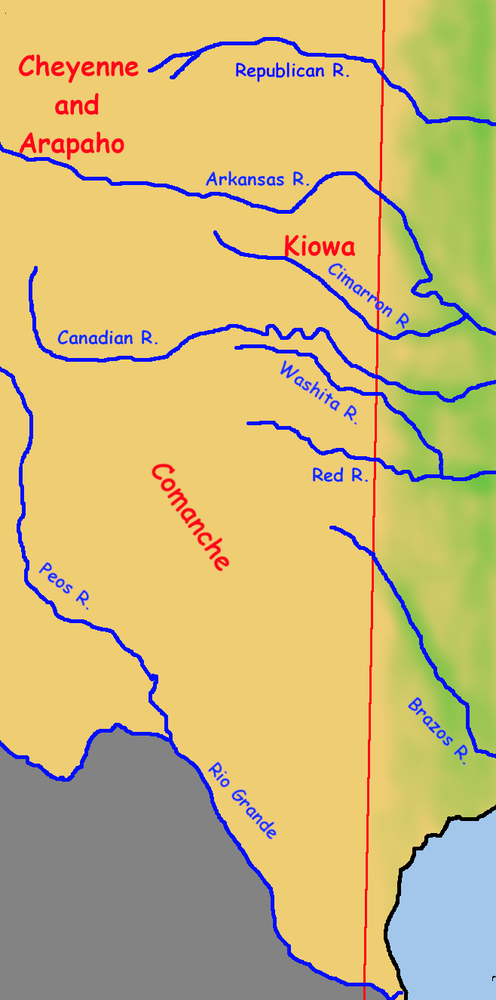 Cheyenne
and
Arapaho
Republican R.
Arkansas R.
Kiowa
Cimarron R
Canadian R.
Washita R.
Red R.
Comanche
Peos R.
Brazos R.
Rio Grande